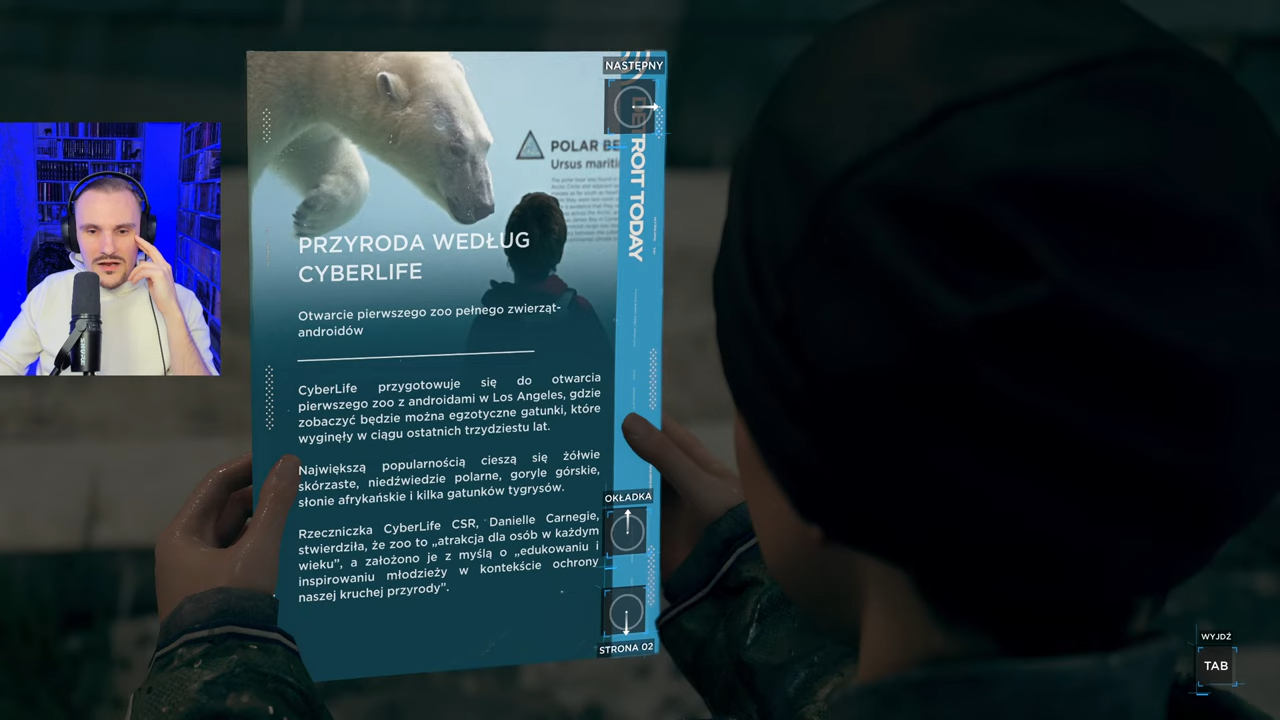 NASTĘPNY
DETROIT TODAY
POLAR BE
Ursus mariti
PRZYRODA WEDŁUG
CYBERLIFE
Otwarcie pierwszego zoo pełnego zwierząt-
androidów
CyberLife przygotowuje się do otwarcia
pierwszego zoo z androidami w Los Angeles, gdzie
zobaczyć będzie można egzotyczne gatunki, które
wyginęły w ciągu ostatnich trzydziestu lat.
Największą popularnością cieszą się żółwie
skórzaste, niedźwiedzie polarne, goryle górskie,
słonie afrykańskie i kilka gatunków tygrysów.
Rzeczniczka CyberLife CSR, Danielle Carnegie,
stwierdziła, że zoo to „atrakcja dla osób w każdym
wieku”, a założono je z myślą o „edukowaniu i
inspirowaniu młodzieży w kontekście ochrony
naszej kruchej przyrody”.
OKŁADKA
STRONA 02
WYJDŹ
TAB